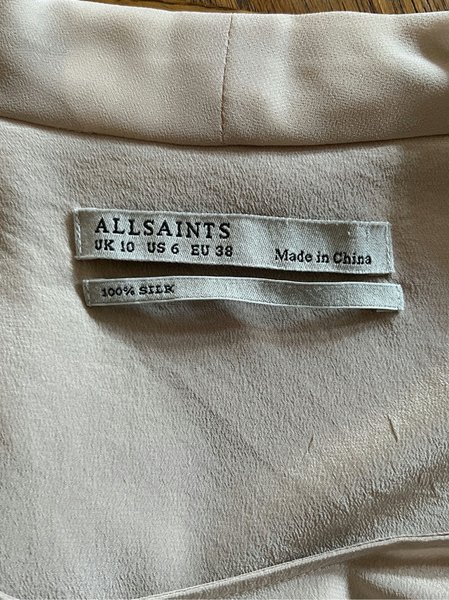 ALLSAINTS
UK 10 US 6 EU 38
Made in China
100% SILK